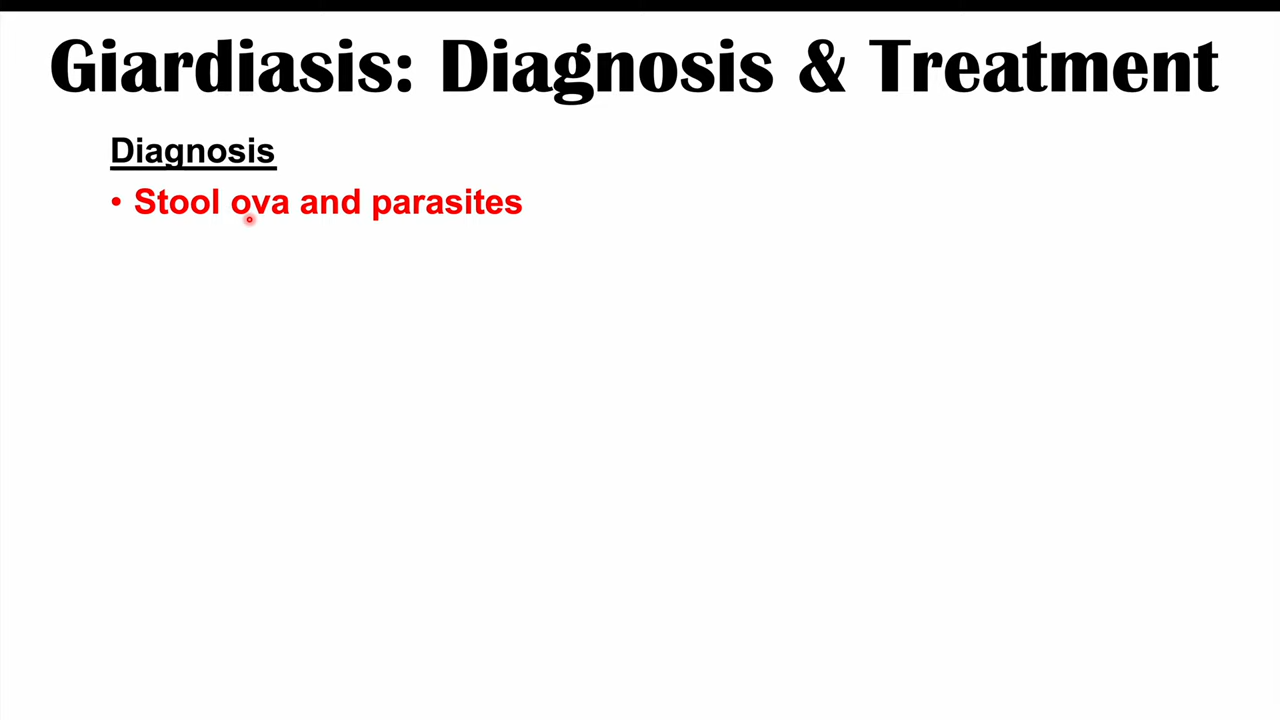 Giardiasis: Diagnosis & Treatment
Diagnosis
• Stool ova and parasites